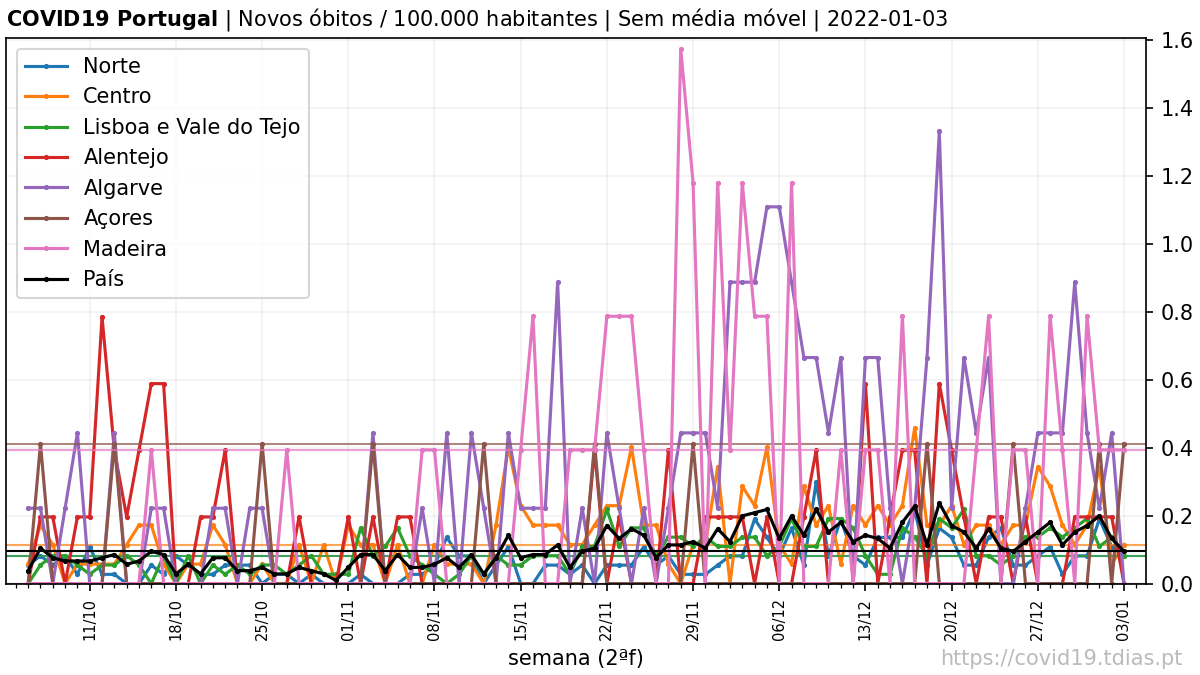 COVID19 Portugal | Novos óbitos / 100.000 habitantes | Sem média móvel | 2022-01-03
Norte
Centro
Lisboa e Vale do Tejo
Alentejo
Algarve
Açores
Madeira
País
1.6
1.4
1.2
1.0
0.8
0.6
0.4
0.2
0.0
11/10
18/10
25/10
01/11
08/11
15/11
22/11
29/11
06/12
13/12
20/12
27/12
03/01
semana (2ªf)
https://covid19.tdias.pt